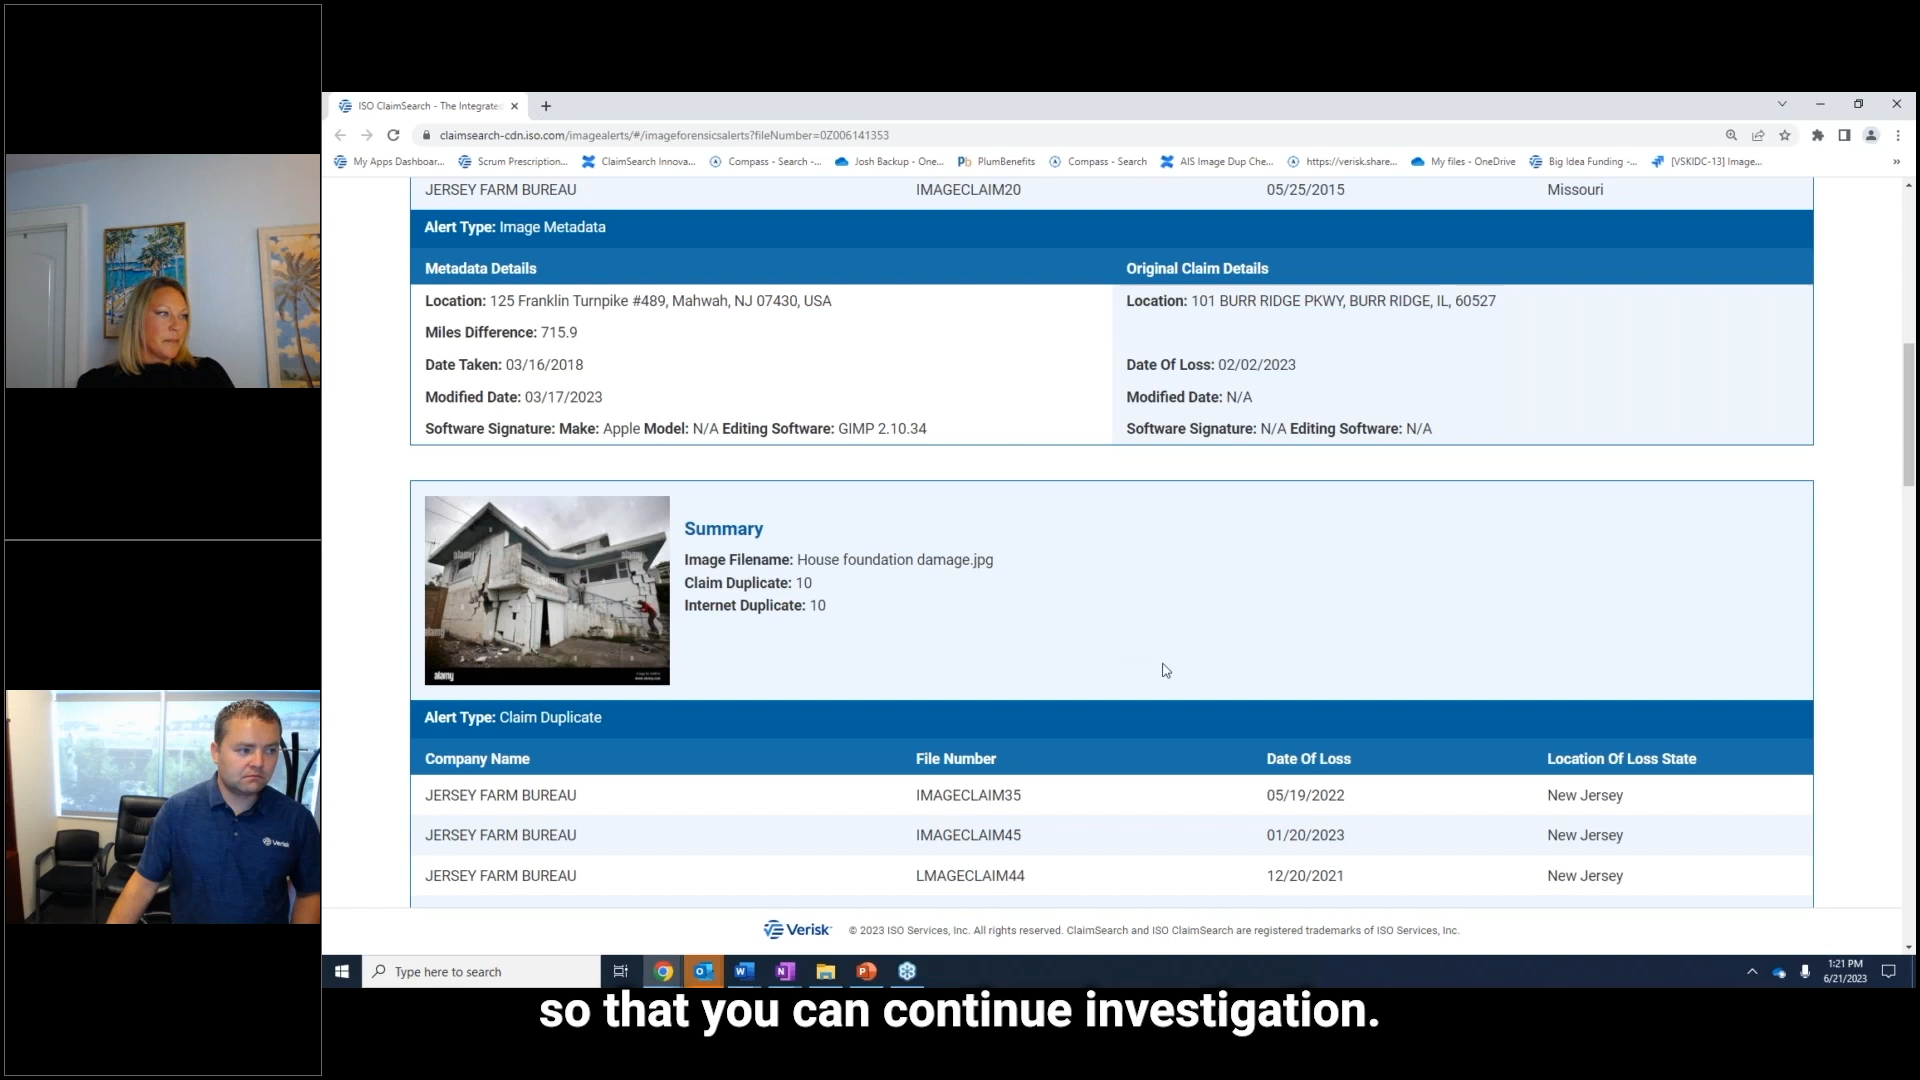 ISO ClaimSearch - The Integrated
claimsearch-cdn.iso.com/imagealerts/#/imageforensicsalerts?fileNumber=0Z006141353
My Apps Dashboar... Scrum Prescription... ClaimSearch Innova... Compass - Search -... Josh Backup - One... Pb PlumBenefits Compass - Search AIS Image Dup Che... https://verisk.share... My files - OneDrive Big Idea Funding -... [VSKIDC-13] Image... »
JERSEY FARM BUREAU IMAGECLAIM20 05/25/2015 Missouri
Alert Type: Image Metadata
Metadata Details Original Claim Details
Location: 125 Franklin Turnpike #489, Mahwah, NJ 07430, USA Location: 101 BURR RIDGE PKWY, BURR RIDGE, IL, 60527
Miles Difference: 715.9
Date Taken: 03/16/2018 Date Of Loss: 02/02/2023
Modified Date: 03/17/2023 Modified Date: N/A
Software Signature: Make: Apple Model: N/A Editing Software: GIMP 2.10.34 Software Signature: N/A Editing Software: N/A
alamy alamy
alamy
alamy
alamy
Summary
Image Filename: House foundation damage.jpg
Claim Duplicate: 10
Internet Duplicate: 10
Alert Type: Claim Duplicate
Company Name File Number Date Of Loss Location Of Loss State
JERSEY FARM BUREAU IMAGECLAIM35 05/19/2022 New Jersey
JERSEY FARM BUREAU IMAGECLAIM45 01/20/2023 New Jersey
JERSEY FARM BUREAU LMAGECLAIM44 12/20/2021 New Jersey
Verisk © 2023 ISO Services, Inc. All rights reserved. ClaimSearch and ISO ClaimSearch are registered trademarks of ISO Services, Inc.
Verisk
Type here to search
1:21 PM
6/21/2023
so that you can continue investigation.